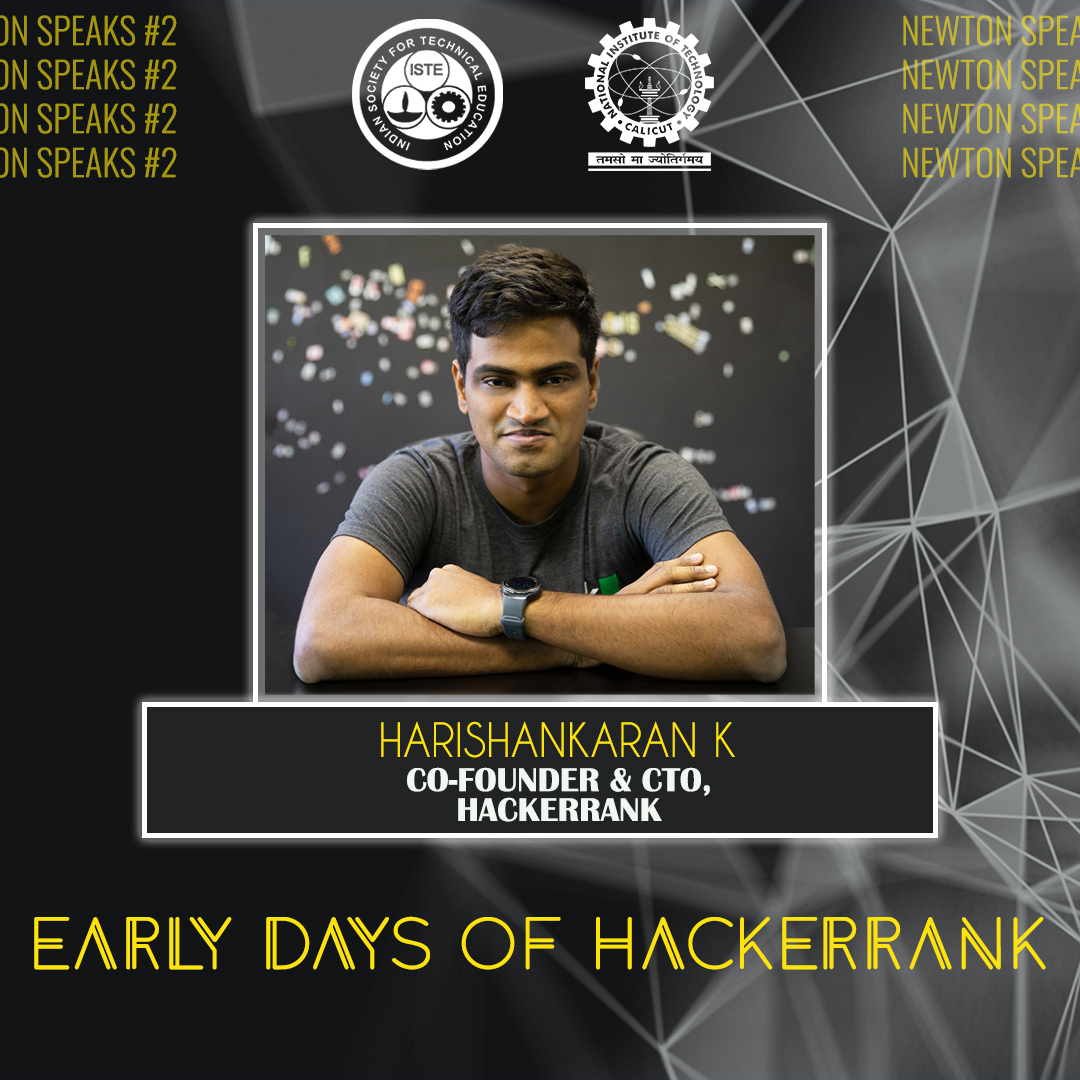 ON SPEAKS #2
ON SPEAKS #2
ON SPEAKS #2
ON SPEAKS #2
INDIAN SOCIETY FOR TECHNICAL EDUCATION
ISTE
NATIONAL INSTITUTE OF TECHNOLOGY
• CALICUT •
तमसो मा ज्योतिर्गमय
NEWTON SPEA
NEWTON SPEA
NEWTON SPEA
NEWTON SPEA
HARISHANKARAN K
CO-FOUNDER & CTO,
HACKERRANK
EARLY DAYS OF HACKERRANK